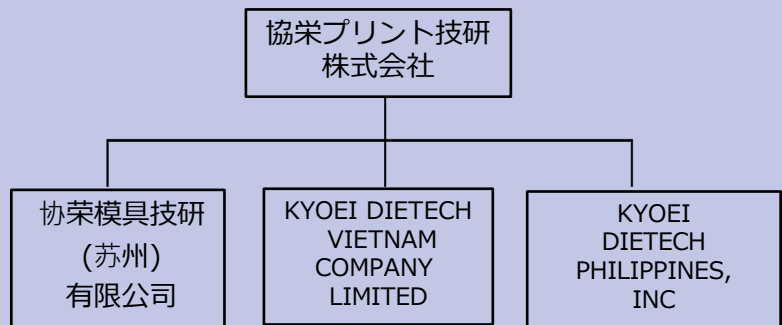 協栄プリント技研
株式会社
协荣模具技研
(苏州)
有限公司
KYOEI DIETECH
VIETNAM
COMPANY
LIMITED
KYOEI
DIETECH
PHILIPPINES,
INC